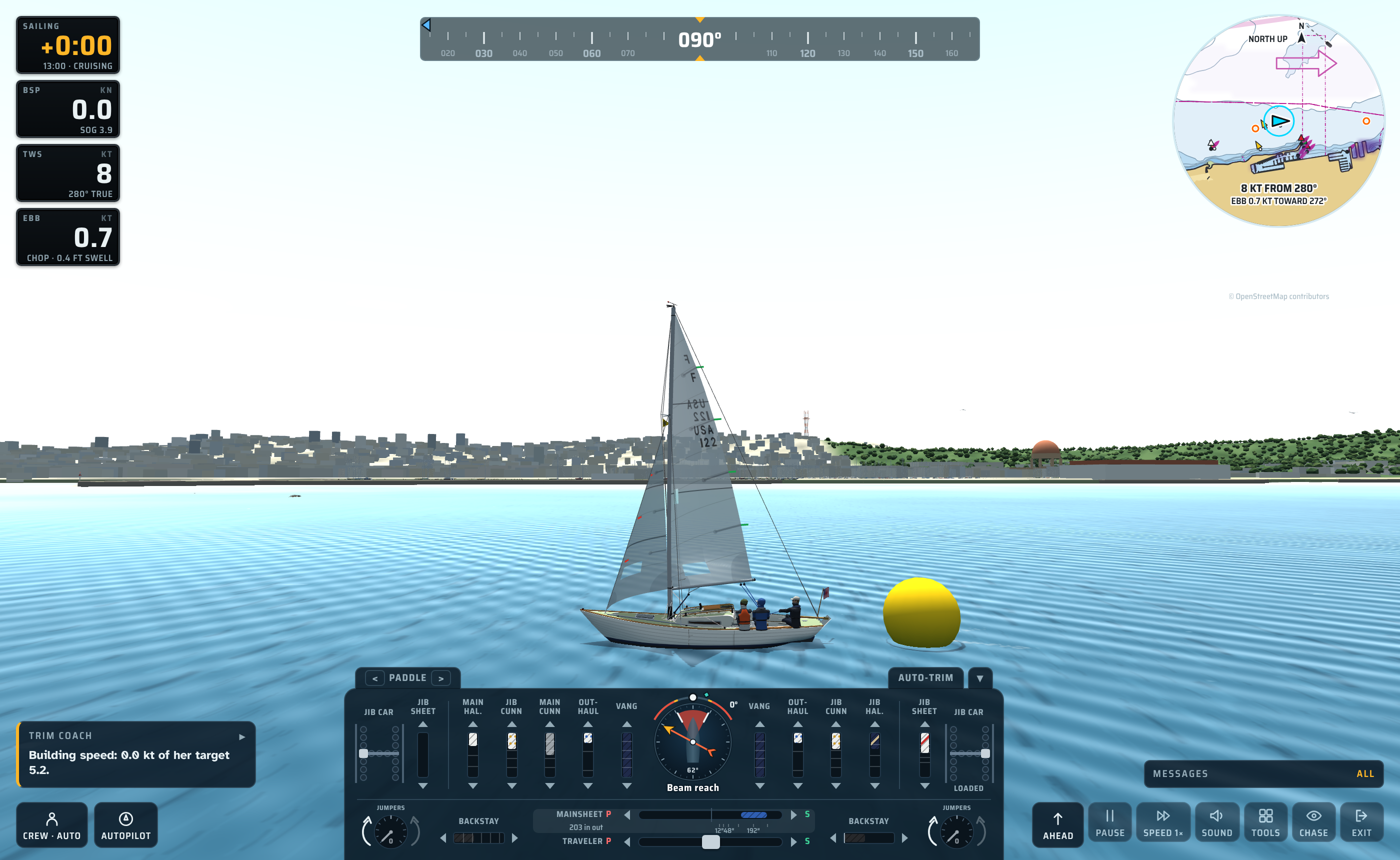 SAILING
+0:00
13:00 · CRUISING
BSP KN
0.0
SOG 3.9
TWS KT
8
280° TRUE
EBB KT
0.7
CHOP · 0.4 FT SWELL
020 030 040 050 060 070 090° 110 120 130 140 150 160
N
NORTH UP
8 KT FROM 280°
EBB 0.7 KT TOWARD 272°
© OpenStreetMap contributors
F
F
USA
122
USA
122
< PADDLE >
AUTO-TRIM ▼
JIB CAR
JIB SHEET
MAIN HAL.
JIB CUNN
MAIN CUNN
OUT-HAUL
VANG
0°
62°
Beam reach
VANG
OUT-HAUL
JIB CUNN
JIB HAL.
JIB SHEET
JIB CAR
LOADED
JUMPERS
0
BACKSTAY
MAINSHEET P S
203 in out
12°48" 192"
TRAVELER P S
BACKSTAY
JUMPERS
0
TRIM COACH
Building speed: 0.0 kt of her target 5.2.
CREW · AUTO
AUTOPILOT
MESSAGES ALL
AHEAD
PAUSE
SPEED 1×
SOUND
TOOLS
CHASE
EXIT